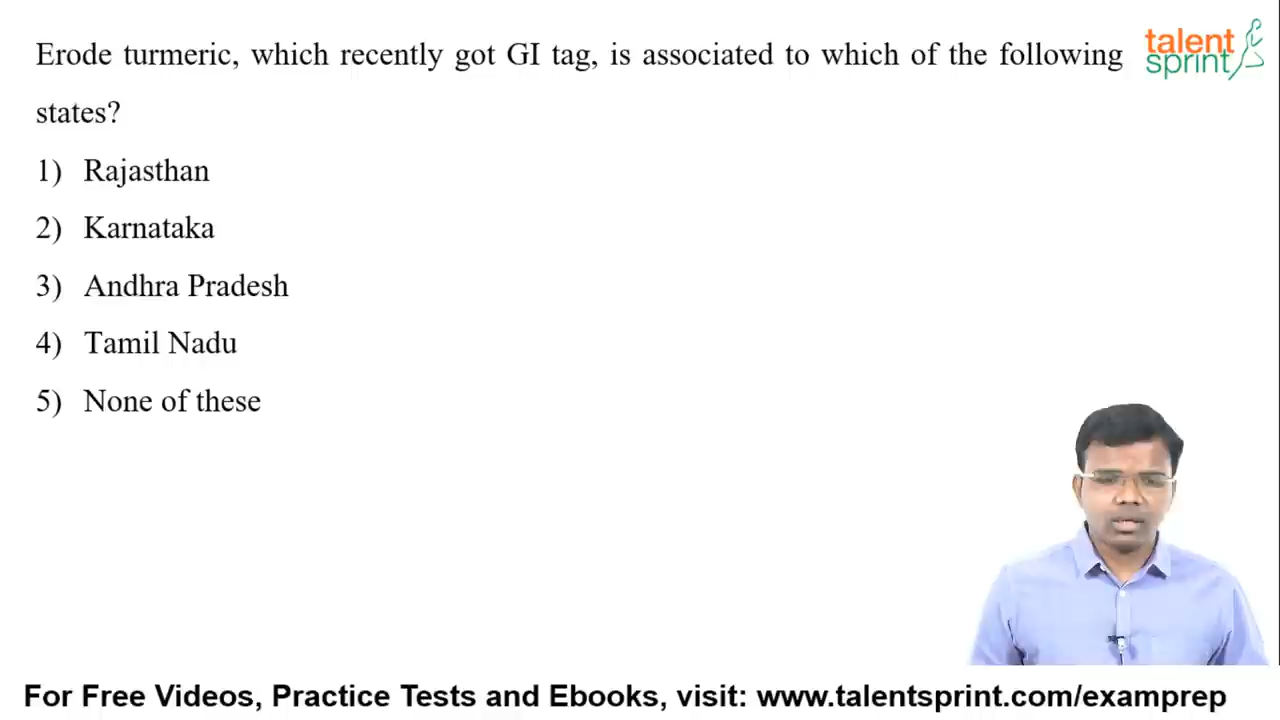 Erode turmeric, which recently got GI tag, is associated to which of the following
states?
1) Rajasthan
2) Karnataka
3) Andhra Pradesh
4) Tamil Nadu
5) None of these
talent
sprint
For Free Videos, Practice Tests and Ebooks, visit: www.talentsprint.com/examprep